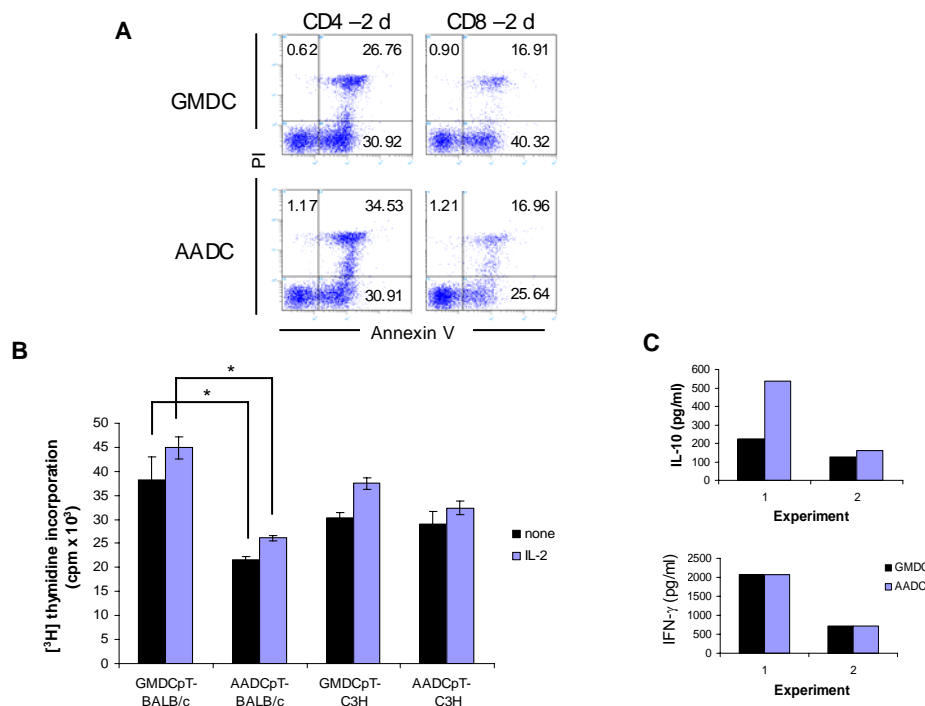 A
CD4 –2 d
CD8 –2 d
GMDC
0.62 26.76
30.92
0.90 16.91
40.32
PI
AADC
1.17 34.53
30.91
1.21 16.96
25.64
Annexin V
B
*
*
[³H] thymidine incorporation
(cpm x 10³)
50
45
40
35
30
25
20
15
10
5
0
GMDCpT-
BALB/c
AADCpT-
BALB/c
GMDCpT-
C3H
AADCpT-
C3H
none
IL-2
C
IL-10 (pg/ml)
600
500
400
300
200
100
0
1 2
Experiment
IFN-γ (pg/ml)
2500
2000
1500
1000
500
0
1 2
Experiment
GMDC
AADC